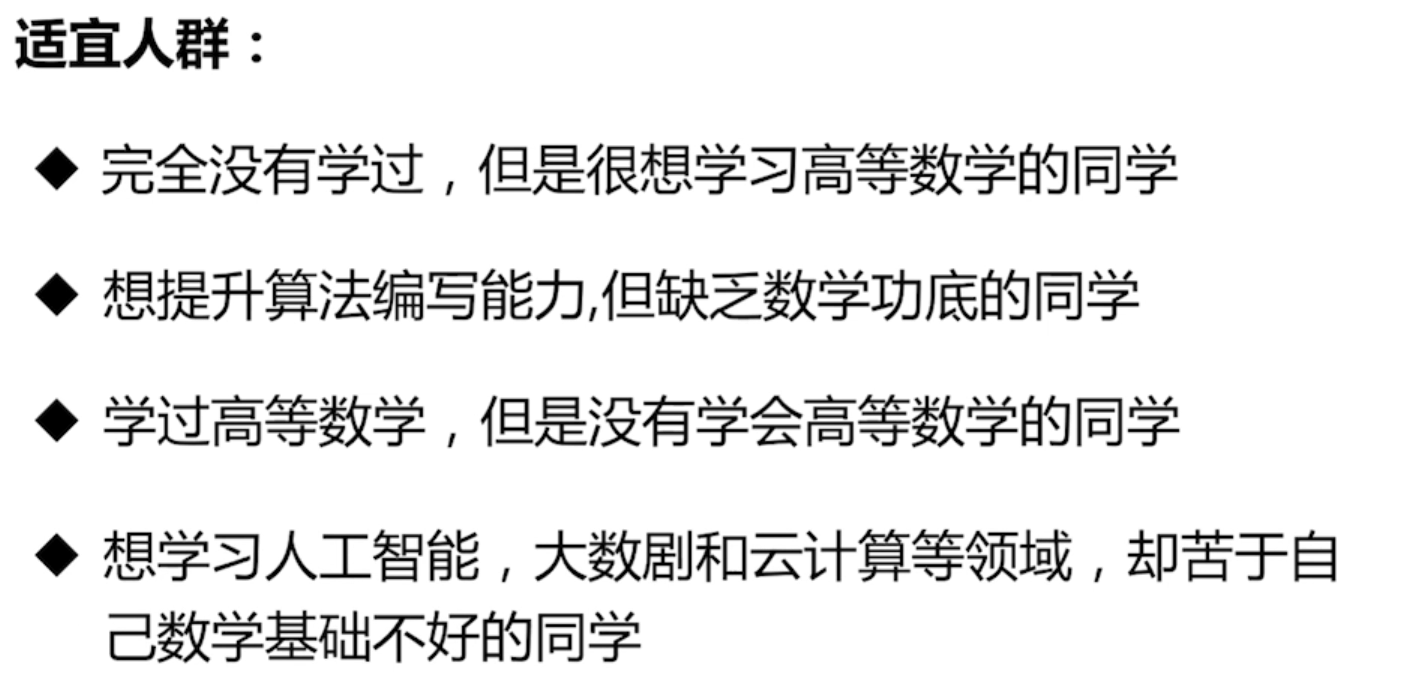 适宜人群：
◆ 完全没有学过，但是很想学习高等数学的同学
◆ 想提升算法编写能力,但缺乏数学功底的同学
◆ 学过高等数学，但是没有学会高等数学的同学
◆ 想学习人工智能，大数剧和云计算等领域，却苦于自
己数学基础不好的同学